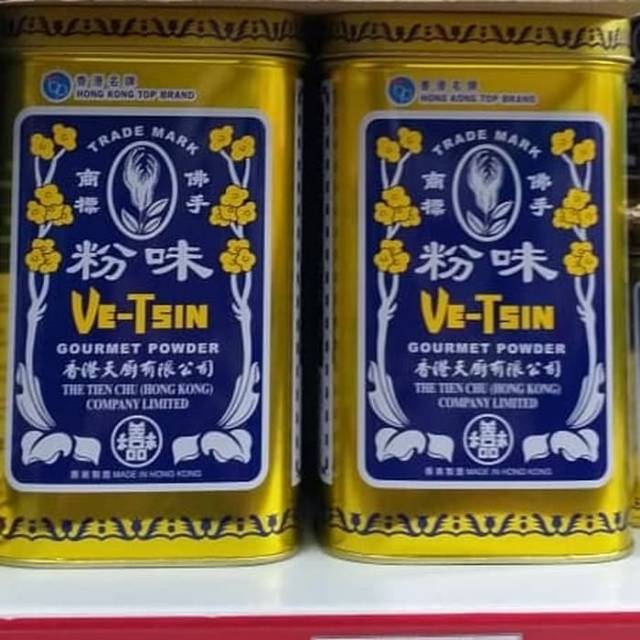 香港名牌
HONG KONG TOP BRAND
TRADE MARK
商標
佛手
粉味
VE-TSIN
GOURMET POWDER
香港天廚有限公司
THE TIEN CHU (HONG KONG)
COMPANY LIMITED
香港製造 MADE IN HONG KONG
香港名牌
HONG KONG TOP BRAND
TRADE MARK
商標
佛手
粉味
VE-TSIN
GOURMET POWDER
香港天廚有限公司
THE TIEN CHU (HONG KONG)
COMPANY LIMITED
香港製造 MADE IN HONG KONG